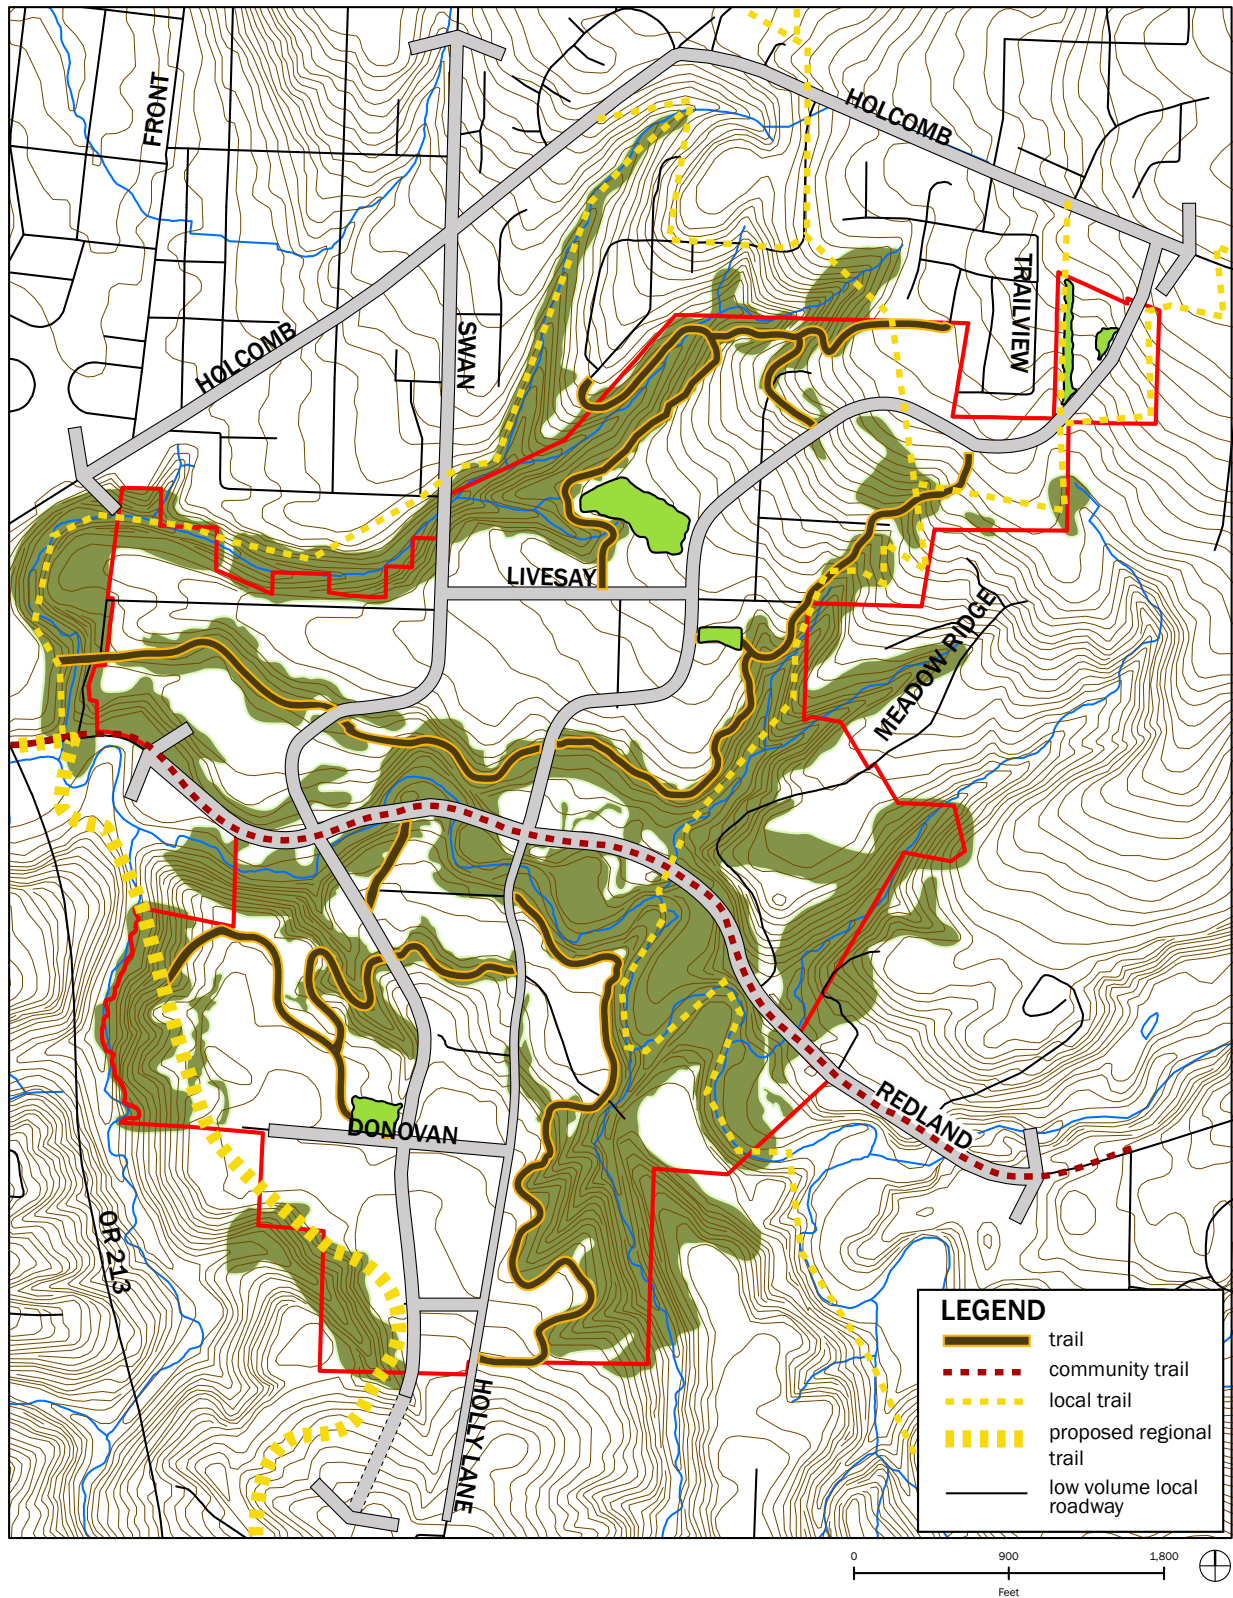 FRONT
HOLCOMB
TRAILVIEW
SWAN
HOLCOMB
LIVESAY
MEADOW RIDGE
REDLAND
DONOVAN
OR 213
HOLLY LANE
LEGEND
trail
community trail
local trail
proposed regional
trail
low volume local
roadway
0 900 1,800
Feet